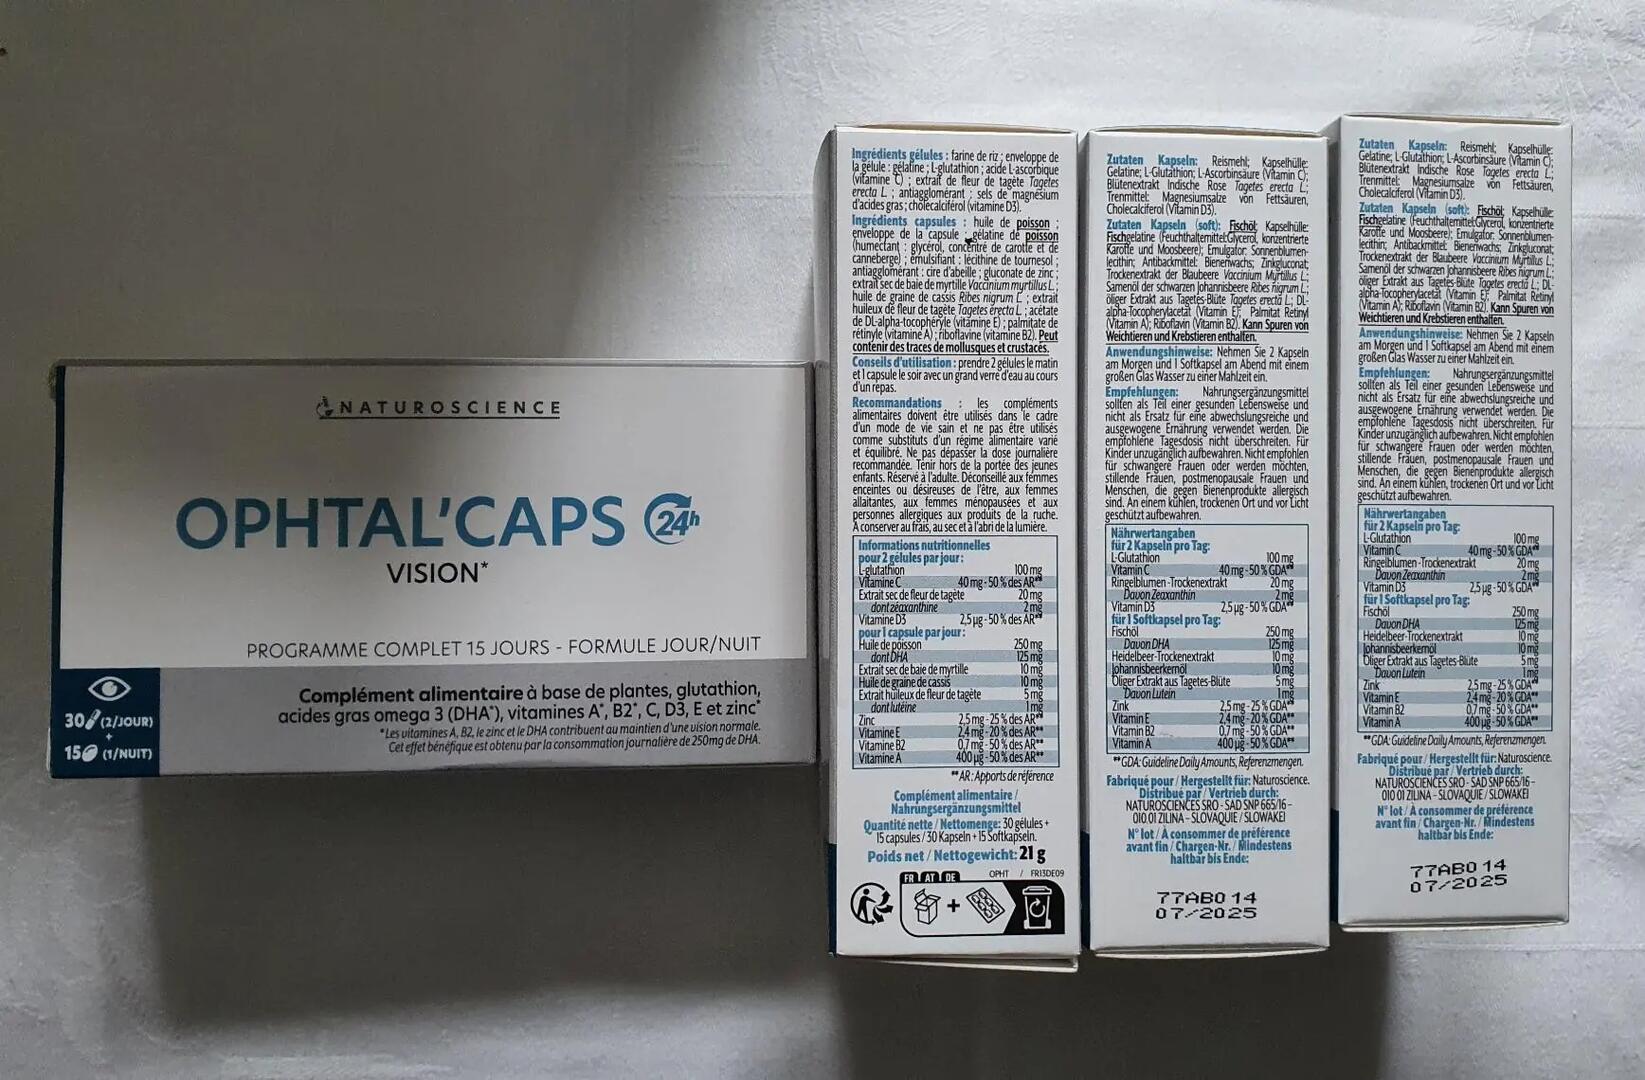 NATUROSCIENCE
OPHTAL'CAPS 24h
VISION*
PROGRAMME COMPLET 15 JOURS - FORMULE JOUR/NUIT
Complément alimentaire à base de plantes, glutathion,
acides gras omega 3 (DHA*), vitamines A*, B2*, C, D3, E et zinc*
*Les vitamines A, B2, le zinc et le DHA contribuent au maintien d'une vision normale.
Cet effet bénéfique est obtenu par la consommation journalière de 250mg de DHA.
30 (2/JOUR)
+
15 (1/NUIT)
Ingrédients gélules : farine de riz ; enveloppe de
la gélule : gélatine ; L-glutathion ; acide L-ascorbique
(vitamine C) ; extrait de fleur de tagète Tagetes
erecta L. ; antiagglomérant : sels de magnésium
d'acides gras ; cholécalciférol (vitamine D3).
Ingrédients capsules : huile de poisson ;
enveloppe de la capsule : gélatine de poisson
(humectant : glycérol, concentré de carotte et de
canneberge) ; émulsifiant : lécithine de tournesol ;
antiagglomérant : cire d'abeille ; gluconate de zinc ;
extrait sec de baie de myrtille Vaccinium myrtillus L. ;
huile de graine de cassis Ribes nigrum L. ; extrait
huileux de fleur de tagète Tagetes erecta L. ; acétate
de DL-alpha-tocophéryle (vitamine E) ; palmitate de
rétinyle (vitamine A) ; riboflavine (vitamine B2). Peut
contenir des traces de mollusques et crustacés.
Conseils d'utilisation : prendre 2 gélules le matin
et 1 capsule le soir avec un grand verre d'eau au cours
d'un repas.
Recommandations : les compléments
alimentaires doivent être utilisés dans le cadre
d'un mode de vie sain et ne pas être utilisés
comme substituts d'un régime alimentaire varié
et équilibré. Ne pas dépasser la dose journalière
recommandée. Tenir hors de la portée des jeunes
enfants. Réservé à l'adulte. Déconseillé aux femmes
enceintes ou désireuses de l'être, aux femmes
allaitantes, aux femmes ménopausées et aux
personnes allergiques aux produits de la ruche.
A conserver au frais, au sec et à l'abri de la lumière.
Informations nutritionnelles
pour 2 gélules par jour :
L-glutathion 100 mg
Vitamine C 40 mg - 50 % des AR**
Extrait sec de fleur de tagète 20 mg
dont zéaxanthine 2 mg
Vitamine D3 2,5 µg - 50 % des AR**
pour 1 capsule par jour :
Huile de poisson 250 mg
dont DHA 125 mg
Extrait sec de baie de myrtille 10 mg
Huile de graine de cassis 10 mg
Extrait huileux de fleur de tagète 5 mg
dont lutéine 1 mg
Zinc 2,5 mg - 25 % des AR**
Vitamine E 2,4 mg - 20 % des AR**
Vitamine B2 0,7 mg - 50 % des AR**
Vitamine A 400 µg - 50 % des AR**
** AR : Apports de référence
Complément alimentaire /
Nahrungsergänzungsmittel
Quantité nette / Nettomenge: 30 gélules +
15 capsules / 30 Kapseln + 15 Softkapseln.
Poids net / Nettogewicht: 21 g
FR AT DE
OPHT / FR13DE09
+
Zutaten Kapseln: Reismehl; Kapselhülle:
Gelatine; L-Glutathion; L-Ascorbinsäure (Vitamin C);
Blütenextrakt Indische Rose Tagetes erecta L.;
Trenmittel: Magnesiumsalze von Fettsäuren,
Cholecalciferol (Vitamin D3).
Zutaten Kapseln (soft): Fischöl; Kapselhülle:
Fischgelatine (Feuchthaltemittel:Glycerol, konzentrierte
Karotte und Moosbeere); Emulgator: Sonnenblumen-
lecithin; Antibackmittel: Bienenwachs; Zinkgluconat;
Trockenextrakt der Blaubeere Vaccinium Myrtillus L.;
Samenöl der schwarzen Johannisbeere Ribes nigrum L.;
öliger Extrakt aus Tagetes-Blüte Tagetes erecta L.; DL-
alpha-Tocopherylacetat (Vitamin E); Palmitat Retinyl
(Vitamin A); Riboflavin (Vitamin B2). Kann Spuren von
Weichtieren und Krebstieren enthalten.
Anwendungshinweise: Nehmen Sie 2 Kapseln
am Morgen und 1 Softkapsel am Abend mit einem
großen Glas Wasser zu einer Mahlzeit ein.
Empfehlungen: Nahrungsergänzungsmittel
sollten als Teil einer gesunden Lebensweise und
nicht als Ersatz für eine abwechslungsreiche und
ausgewogene Ernährung verwendet werden. Die
empfohlene Tagesdosis nicht überschreiten. Für
Kinder unzugänglich aufbewahren. Nicht empfohlen
für schwangere Frauen oder werden möchten,
stillende Frauen, postmenopausale Frauen und
Menschen, die gegen Bienenprodukte allergisch
sind. An einem kühlen, trockenen Ort und vor Licht
geschützt aufbewahren.
Nährwertangaben
für 2 Kapseln pro Tag:
L-Glutathion 100 mg
Vitamin C 40 mg - 50 % GDA**
Ringelblumen -Trockenextrakt 20 mg
Davon Zeaxanthin 2 mg
Vitamin D3 2,5 µg - 50 % GDA**
für 1 Softkapsel pro Tag:
Fischöl 250 mg
Davon DHA 125 mg
Heidelbeer-Trockenextrakt 10 mg
Johannisbeerkernöl 10 mg
Öliger Extrakt aus Tagetes-Blüte 5 mg
Davon Lutein 1 mg
Zink 2,5 mg - 25 % GDA**
Vitamin E 2,4 mg - 20 % GDA**
Vitamin B2 0,7 mg - 50 % GDA**
Vitamin A 400 µg - 50 % GDA**
**GDA: Guideline Daily Amounts, Referenzmengen.
Fabriqué pour / Hergestellt für: Naturoscience.
Distribué par / Vertrieb durch:
NATUROSCIENCES SRO - SAD SNP 665/16 -
010 01 ZILINA - SLOVAQUIE / SLOWAKEI
N° lot / À consommer de préférence
avant fin / Chargen-Nr. / Mindestens
haltbar bis Ende:
77AB014
07/2025
Zutaten Kapseln: Reismehl; Kapselhülle:
Gelatine; L-Glutathion; L-Ascorbinsäure (Vitamin C);
Blütenextrakt Indische Rose Tagetes erecta L.;
Trenmittel: Magnesiumsalze von Fettsäuren,
Cholecalciferol (Vitamin D3).
Zutaten Kapseln (soft): Fischöl; Kapselhülle:
Fischgelatine (Feuchthaltemittel:Glycerol, konzentrierte
Karotte und Moosbeere); Emulgator: Sonnenblumen-
lecithin; Antibackmittel: Bienenwachs; Zinkgluconat;
Trockenextrakt der Blaubeere Vaccinium Myrtillus L.;
Samenöl der schwarzen Johannisbeere Ribes nigrum L.;
öliger Extrakt aus Tagetes-Blüte Tagetes erecta L.; DL-
alpha-Tocopherylacetat (Vitamin E); Palmitat Retinyl
(Vitamin A); Riboflavin (Vitamin B2). Kann Spuren von
Weichtieren und Krebstieren enthalten.
Anwendungshinweise: Nehmen Sie 2 Kapseln
am Morgen und 1 Softkapsel am Abend mit einem
großen Glas Wasser zu einer Mahlzeit ein.
Empfehlungen: Nahrungsergänzungsmittel
sollten als Teil einer gesunden Lebensweise und
nicht als Ersatz für eine abwechslungsreiche und
ausgewogene Ernährung verwendet werden. Die
empfohlene Tagesdosis nicht überschreiten. Für
Kinder unzugänglich aufbewahren. Nicht empfohlen
für schwangere Frauen oder werden möchten,
stillende Frauen, postmenopausale Frauen und
Menschen, die gegen Bienenprodukte allergisch
sind. An einem kühlen, trockenen Ort und vor Licht
geschützt aufbewahren.
Nährwertangaben
für 2 Kapseln pro Tag:
L-Glutathion 100 mg
Vitamin C 40 mg - 50 % GDA**
Ringelblumen -Trockenextrakt 20 mg
Davon Zeaxanthin 2 mg
Vitamin D3 2,5 µg - 50 % GDA**
für 1 Softkapsel pro Tag:
Fischöl 250 mg
Davon DHA 125 mg
Heidelbeer-Trockenextrakt 10 mg
Johannisbeerkernöl 10 mg
Öliger Extrakt aus Tagetes-Blüte 5 mg
Davon Lutein 1 mg
Zink 2,5 mg - 25 % GDA**
Vitamin E 2,4 mg - 20 % GDA**
Vitamin B2 0,7 mg - 50 % GDA**
Vitamin A 400 µg - 50 % GDA**
**GDA: Guideline Daily Amounts, Referenzmengen.
Fabriqué pour / Hergestellt für: Naturoscience.
Distribué par / Vertrieb durch:
NATUROSCIENCES SRO - SAD SNP 665/16 -
010 01 ZILINA - SLOVAQUIE / SLOWAKEI
N° lot / À consommer de préférence
avant fin / Chargen-Nr. / Mindestens
haltbar bis Ende:
77AB014
07/2025